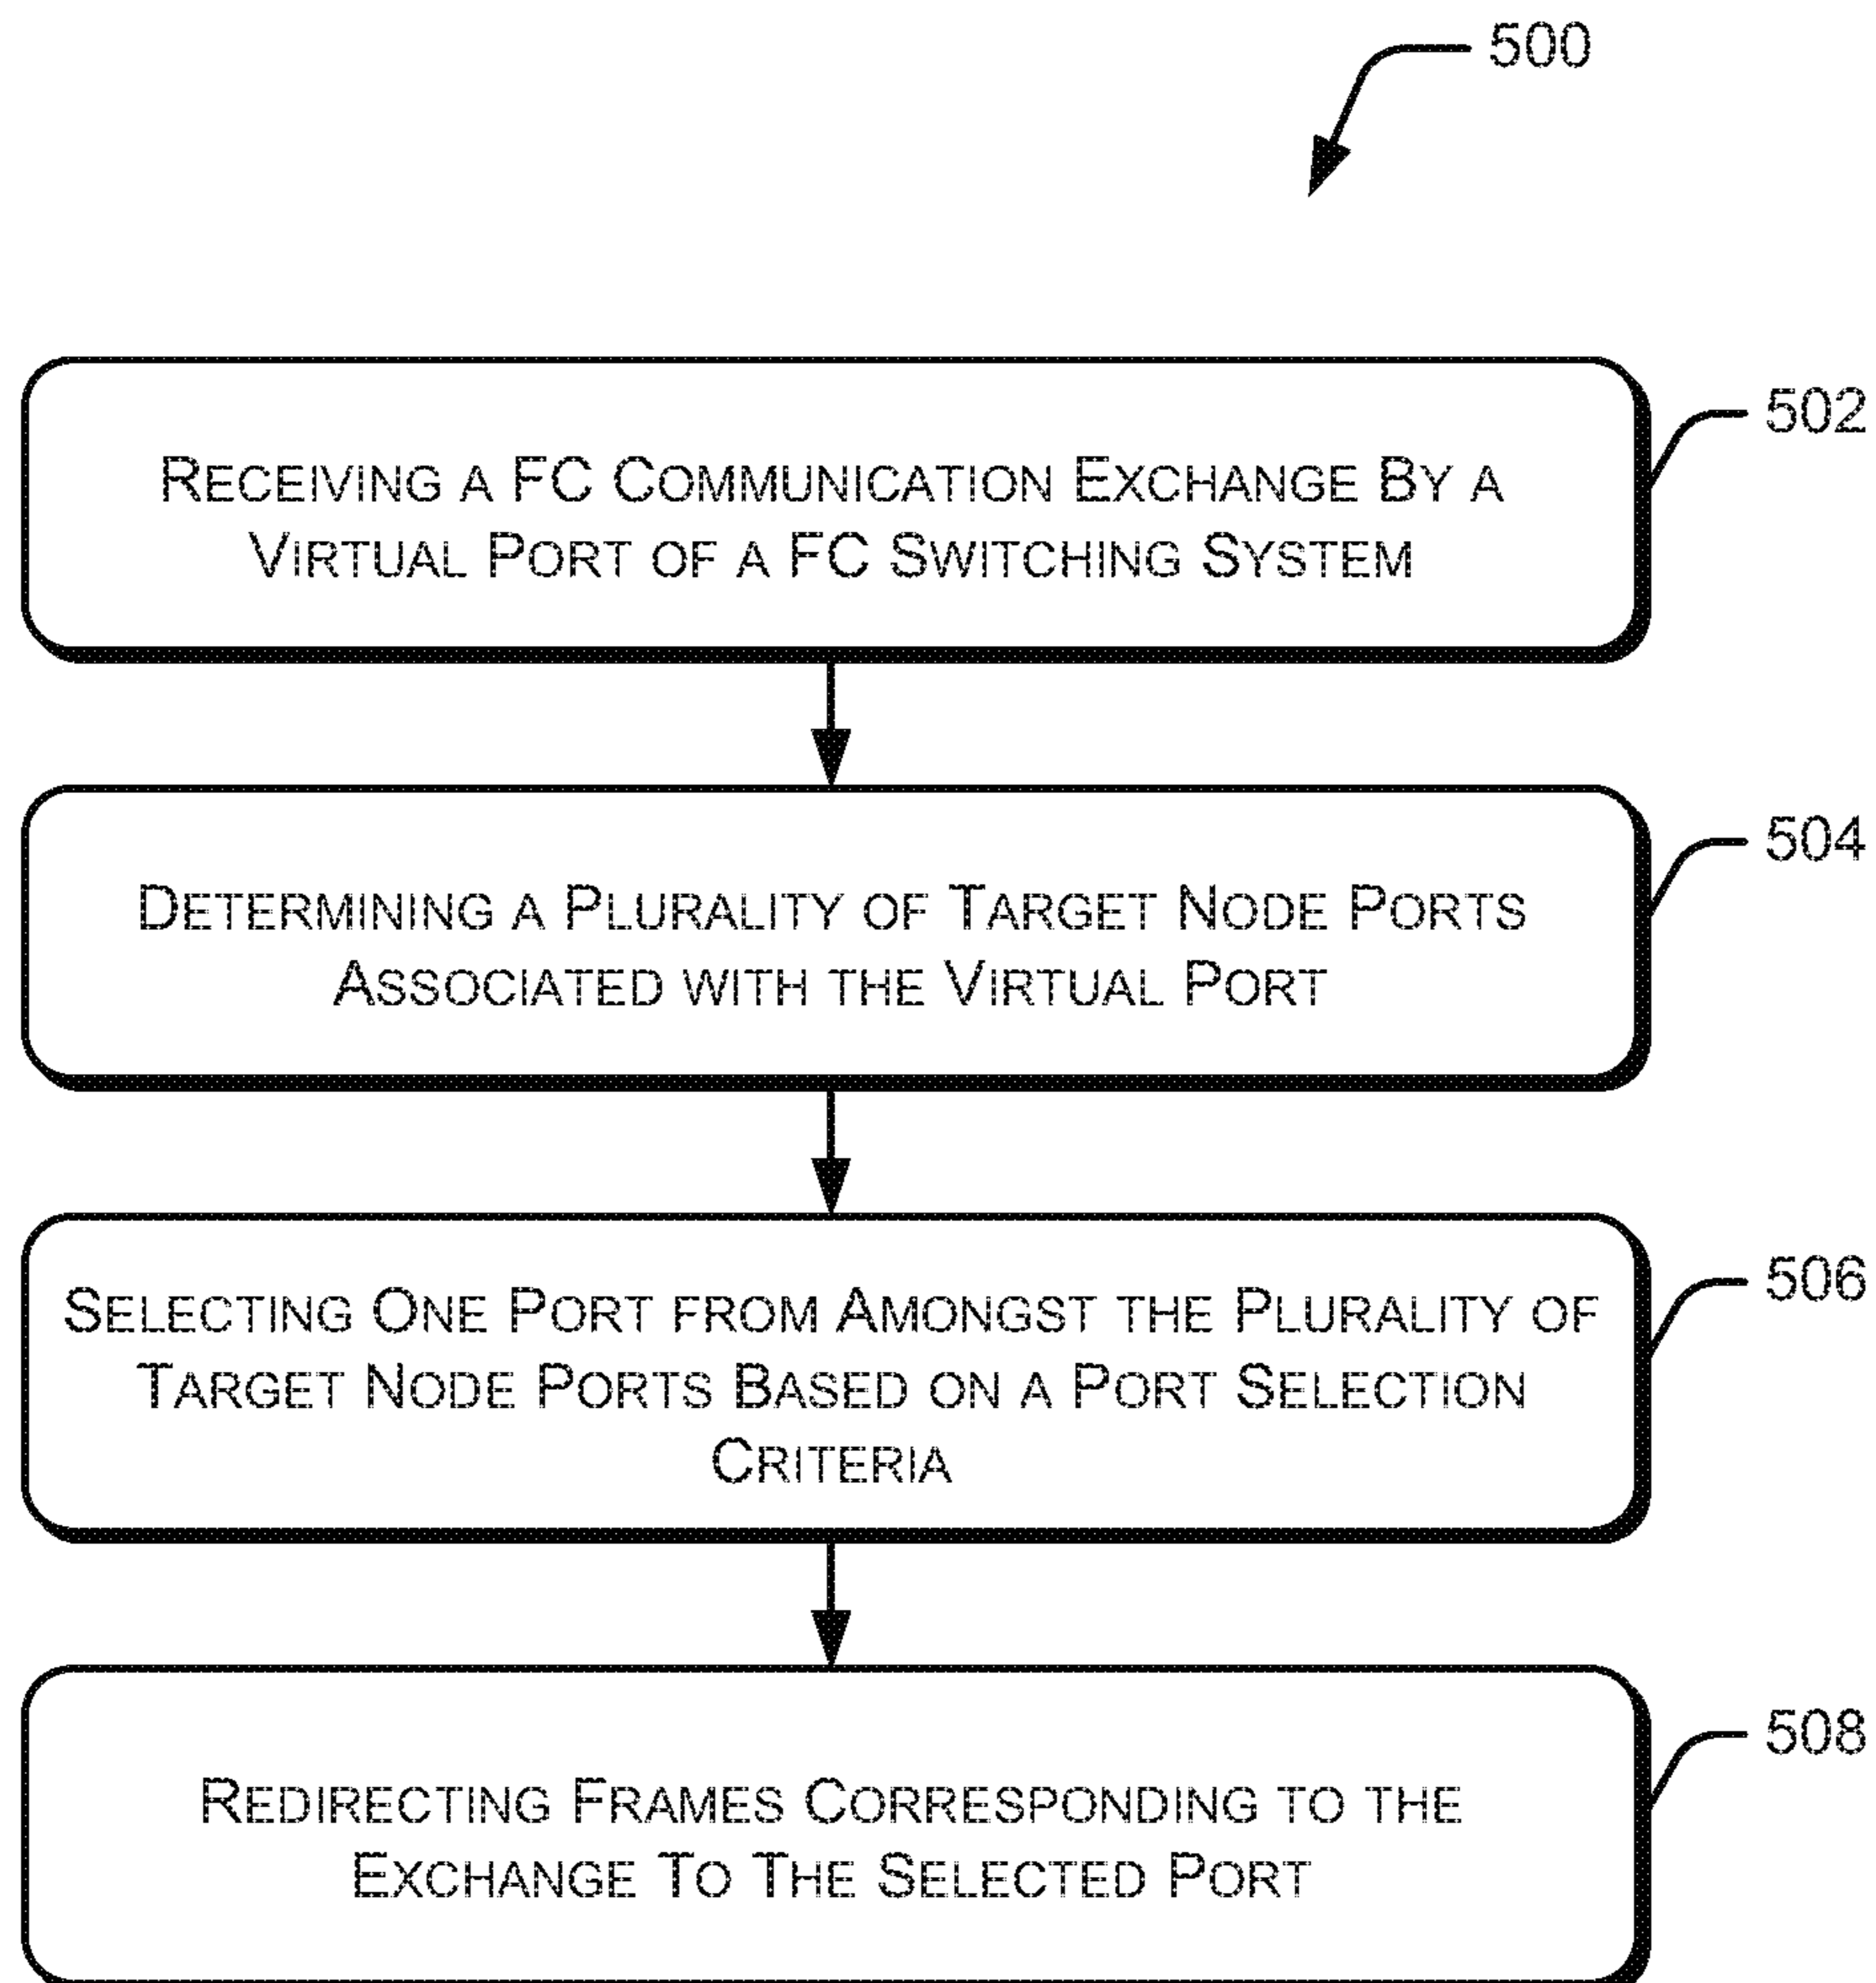 500
502
RECEIVING A FC COMMUNICATION EXCHANGE BY A
VIRTUAL PORT OF A FC SWITCHING SYSTEM
504
DETERMINING A PLURALITY OF TARGET NODE PORTS
ASSOCIATED WITH THE VIRTUAL PORT
506
SELECTING ONE PORT FROM AMONGST THE PLURALITY OF
TARGET NODE PORTS BASED ON A PORT SELECTION
CRITERIA
508
REDIRECTING FRAMES CORRESPONDING TO THE
EXCHANGE TO THE SELECTED PORT